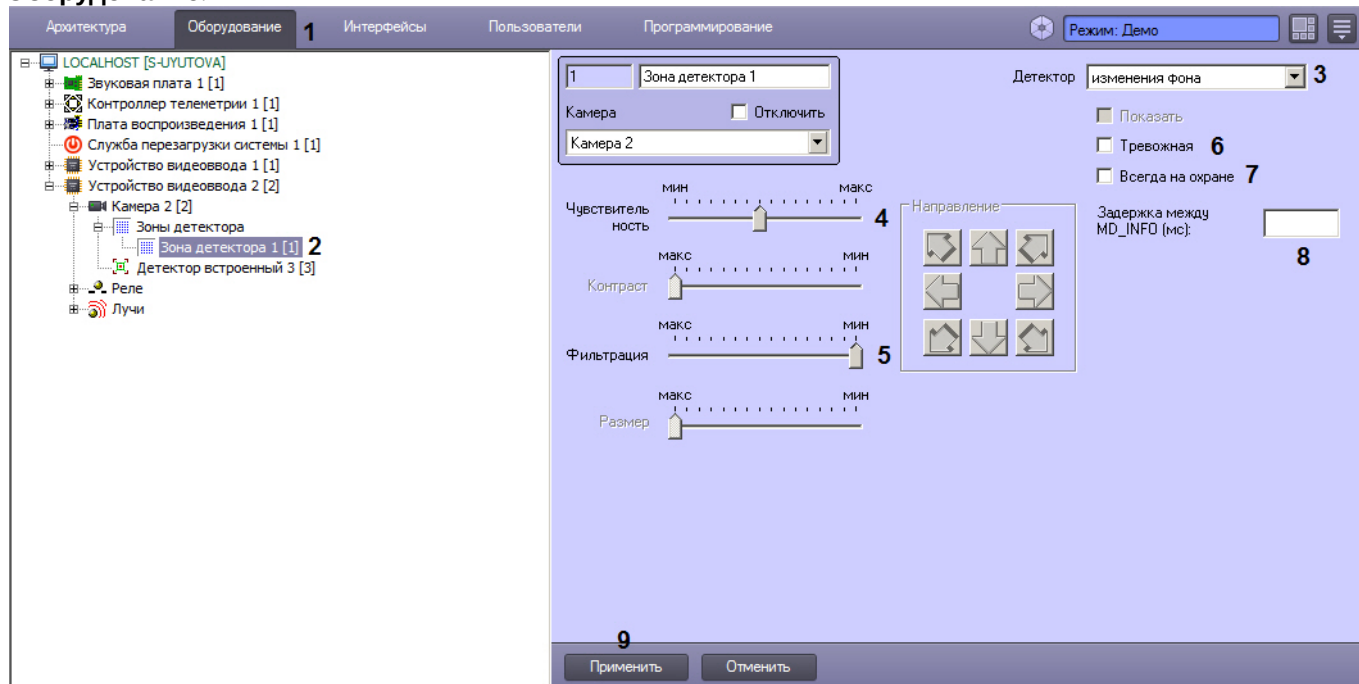 Архитектура Оборудование 1 Интерфейсы Пользователи Программирование Режим: Демо
LOCALHOST [S-UYUTOVA]
Звуковая плата 1 [1]
Контроллер телеметрии 1 [1]
Плата воспроизведения 1 [1]
Служба перезагрузки системы 1 [1]
Устройство видеоввода 1 [1]
Устройство видеоввода 2 [2]
Камера 2 [2]
Зоны детектора
Зона детектора 1 [1] 2
Детектор встроенный 3 [3]
Реле
Лучи
1 Зона детектора 1
Камера Отключить
Камера 2
Детектор изменения фона 3
Показать
Тревожная 6
Всегда на охране 7
Задержка между
MD_INFO (мс):
8
мин макс
Чувствитель
ность 4
макс мин
Контраст
макс мин
Фильтрация 5
макс мин
Размер
Направление
9
Применить Отменить